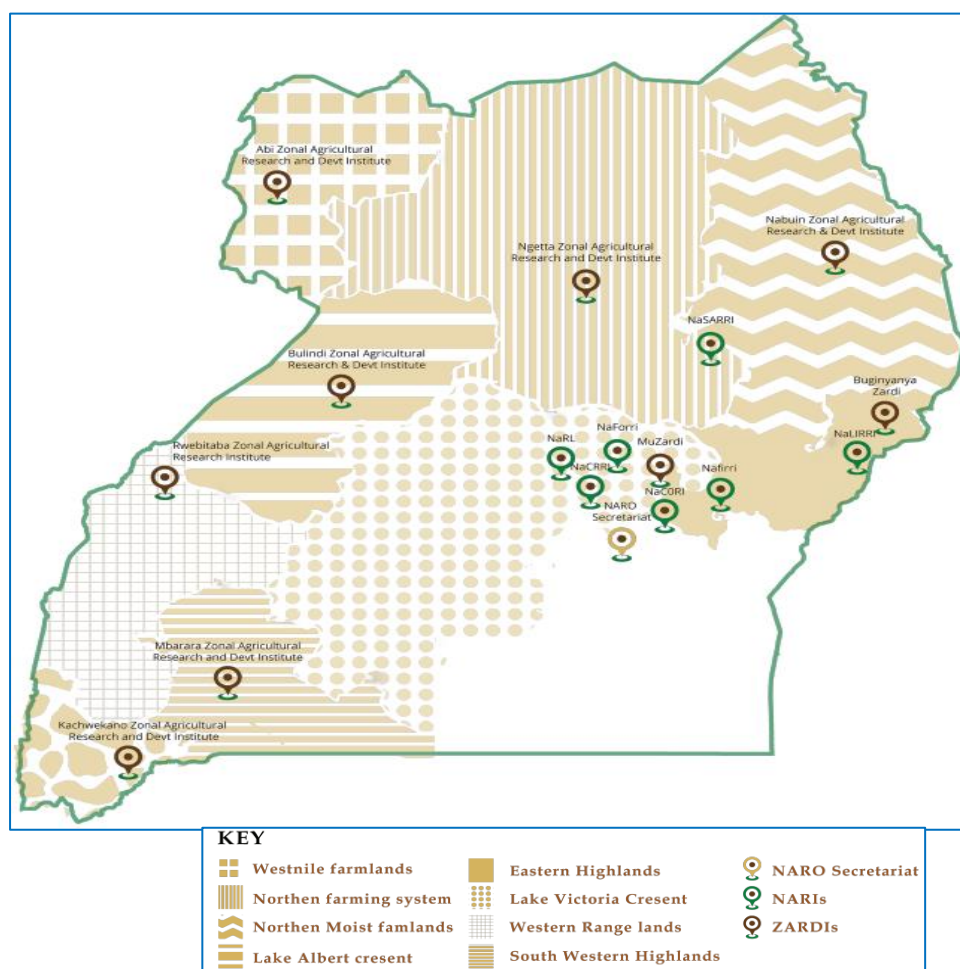 Abi Zonal Agricultural
Research and Devt Institute
Nabuin Zonal Agricultural
Research & Devt Institute
Ngetta Zonal Agricultural
Research and Devt Institute
NaSARRI
Bulindi Zonal Agricultural
Research & Devt Institute
Buginyanya
Zardi
NaLIRRI
Rwebitaba Zonal Agricultural
Research Institute
NaRL
NaForri
MuZardi
NaCRRI
Nafirri
NaC0RI
NARO
Secretariat
Mbarara Zonal Agricultural
Research and Devt Institute
Kachwekano Zonal Agricultural
Research and Devt Institute
KEY
Westnile farmlands
Northen farming system
Northen Moist famlands
Lake Albert cresent
Eastern Highlands
Lake Victoria Cresent
Western Range lands
South Western Highlands
NARO Secretariat
NARIs
ZARDIs